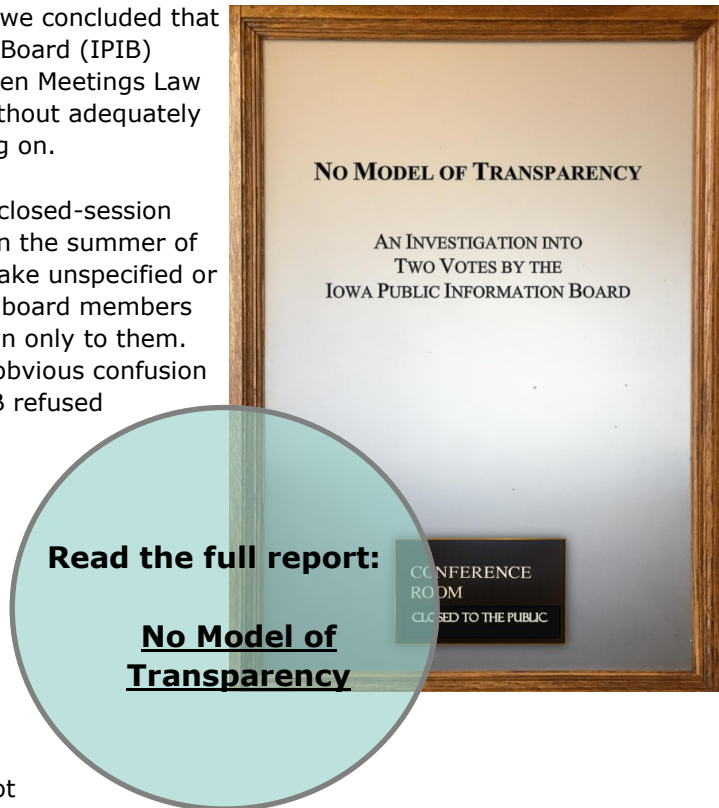 we concluded that
Board (IPIB)
en Meetings Law
thout adequately
g on.
closed-session
n the summer of
ake unspecified or
board members
n only to them.
obvious confusion
B refused
ot
NO MODEL OF TRANSPARENCY
AN INVESTIGATION INTO
TWO VOTES BY THE
IOWA PUBLIC INFORMATION BOARD
CONFERENCE
ROOM
CLOSED TO THE PUBLIC
Read the full report:
No Model of
Transparency